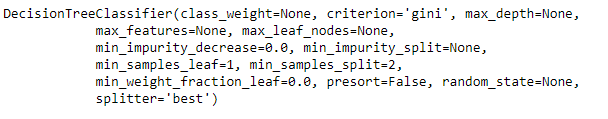 DecisionTreeClassifier(class_weight=None, criterion='gini', max_depth=None,
max_features=None, max_leaf_nodes=None,
min_impurity_decrease=0.0, min_impurity_split=None,
min_samples_leaf=1, min_samples_split=2,
min_weight_fraction_leaf=0.0, presort=False, random_state=None,
splitter='best')